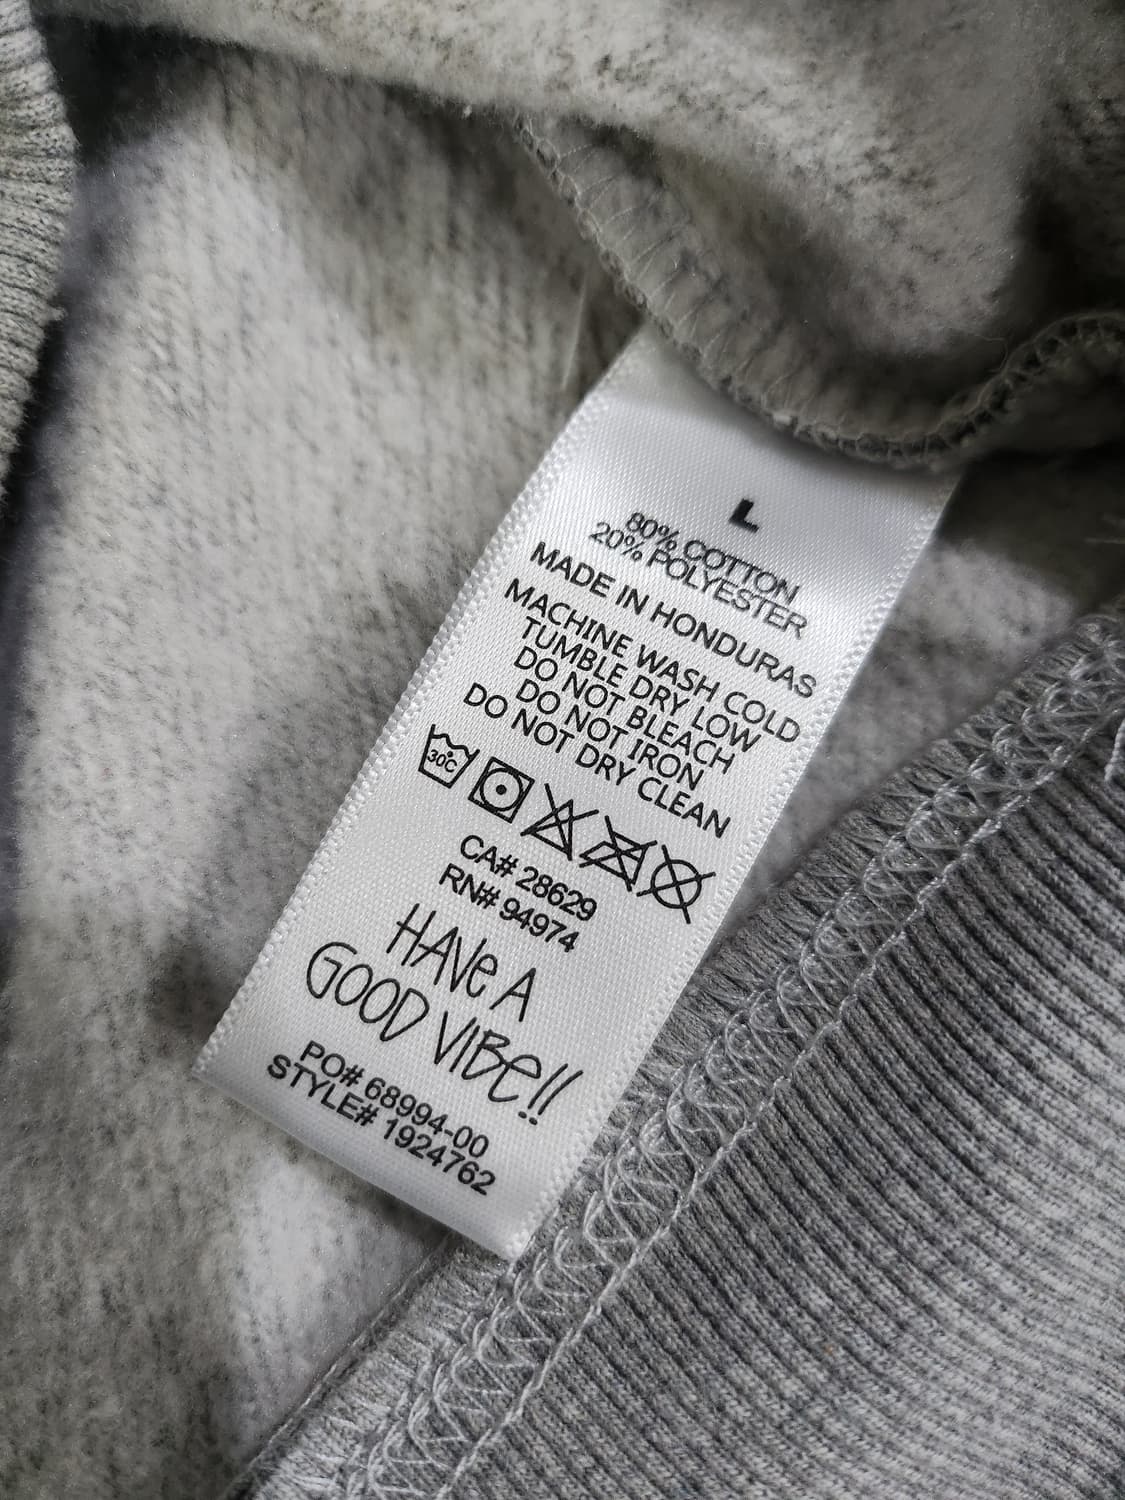 L
80% COTTON
20% POLYESTER
MADE IN HONDURAS
MACHINE WASH COLD
TUMBLE DRY LOW
DO NOT BLEACH
DO NOT IRON
DO NOT DRY CLEAN
30C
CA# 28629
RN# 94974
HAVe A
GOOD VIBe!!
PO# 68994-00
STYLE# 1924762